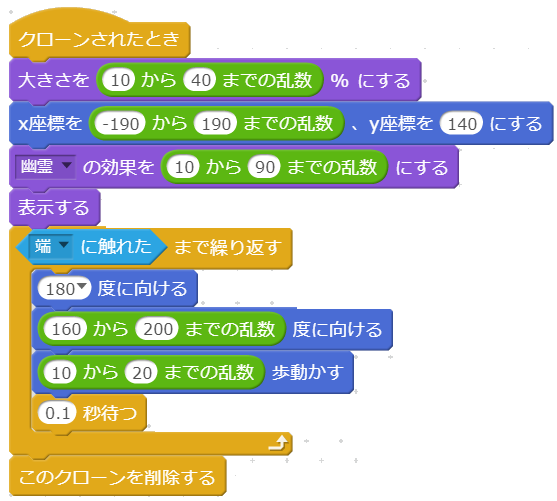 クローンされたとき
大きさを 10 から 40 までの乱数 % にする
x座標を -190 から 190 までの乱数 、y座標を 140 にする
幽霊 の効果を 10 から 90 までの乱数 にする
表示する
端 に触れた まで繰り返す
180 度に向ける
160 から 200 までの乱数 度に向ける
10 から 20 までの乱数 歩動かす
0.1 秒待つ
このクローンを削除する